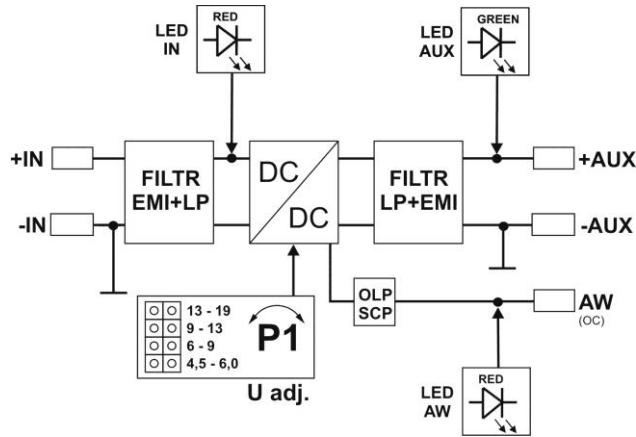 LED
IN
RED
LED
AUX
GREEN
+IN
FILTR
EMI+LP
DC
DC
FILTR
LP+EMI
+AUX
-IN
-AUX
13 - 19
9 - 13
6 - 9
4,5 - 6,0
P1
U adj.
OLP
SCP
AW
(OC)
LED
AW
RED